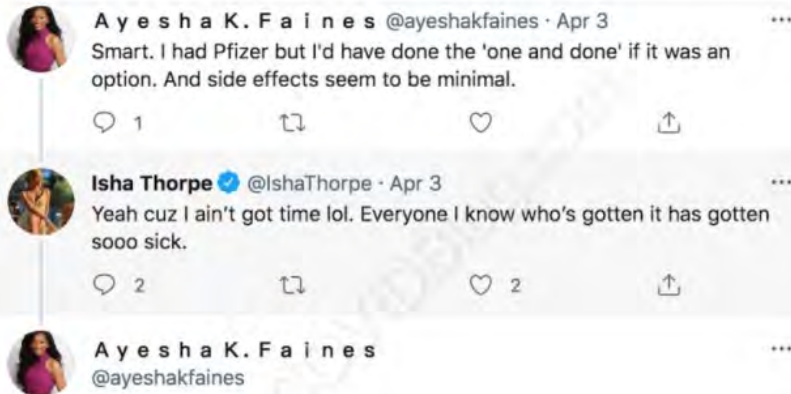 A y e s h a K. F a i n e s @ayeshakfaines · Apr 3
Smart. I had Pfizer but I'd have done the 'one and done' if it was an
option. And side effects seem to be minimal.
1
Isha Thorpe @IshaThorpe · Apr 3
Yeah cuz I ain't got time lol. Everyone I know who's gotten it has gotten
sooo sick.
2 2
A y e s h a K. F a i n e s
@ayeshakfaines